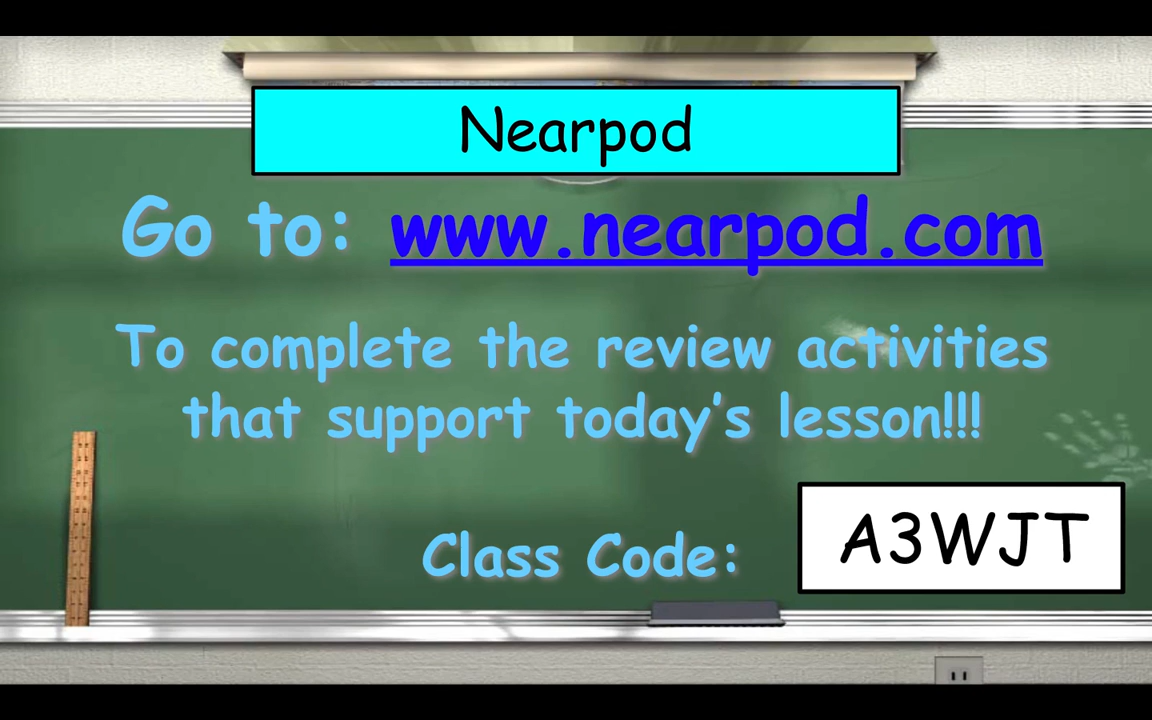 Nearpod
Go to: www.nearpod.com
To complete the review activities
that support today’s lesson!!!
Class Code:
A3WJT